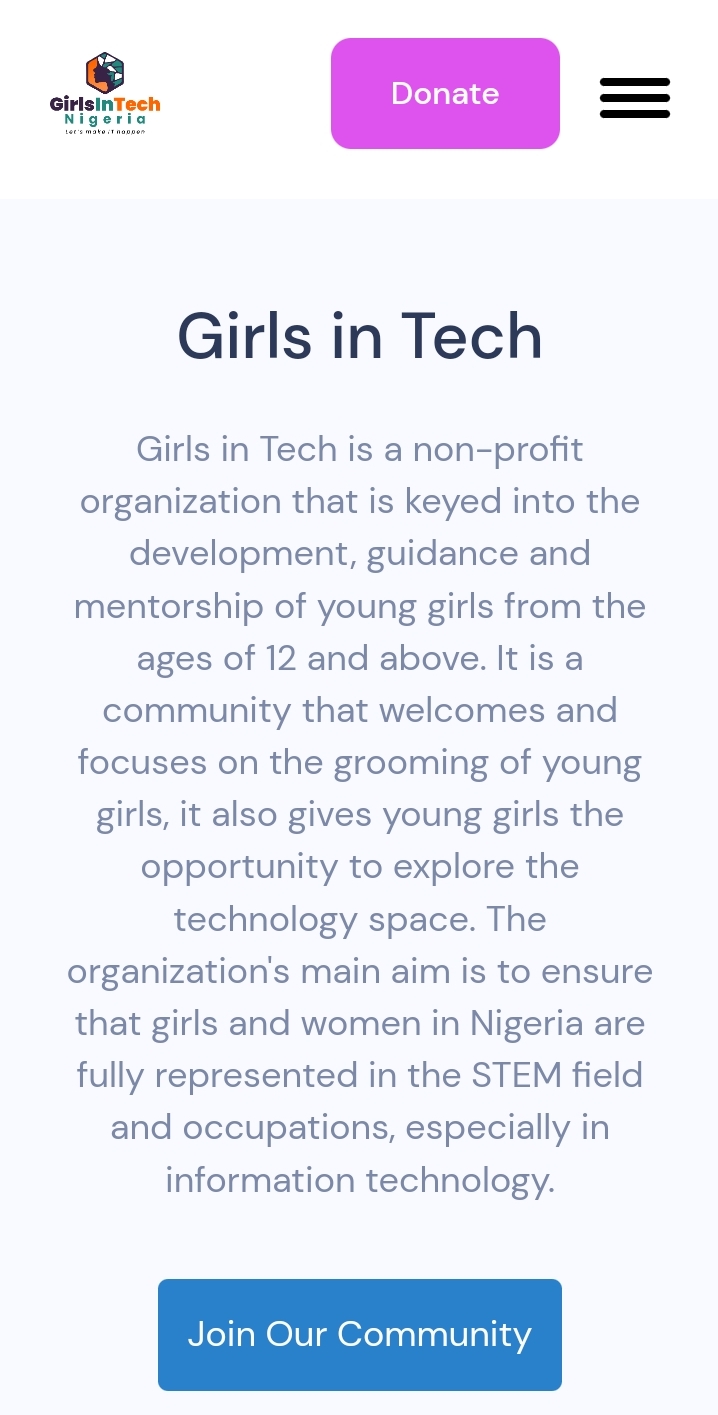 GirlsInTech
Nigeria
Let's make IT happen
Donate
Girls in Tech
Girls in Tech is a non-profit
organization that is keyed into the
development, guidance and
mentorship of young girls from the
ages of 12 and above. It is a
community that welcomes and
focuses on the grooming of young
girls, it also gives young girls the
opportunity to explore the
technology space. The
organization's main aim is to ensure
that girls and women in Nigeria are
fully represented in the STEM field
and occupations, especially in
information technology.
Join Our Community